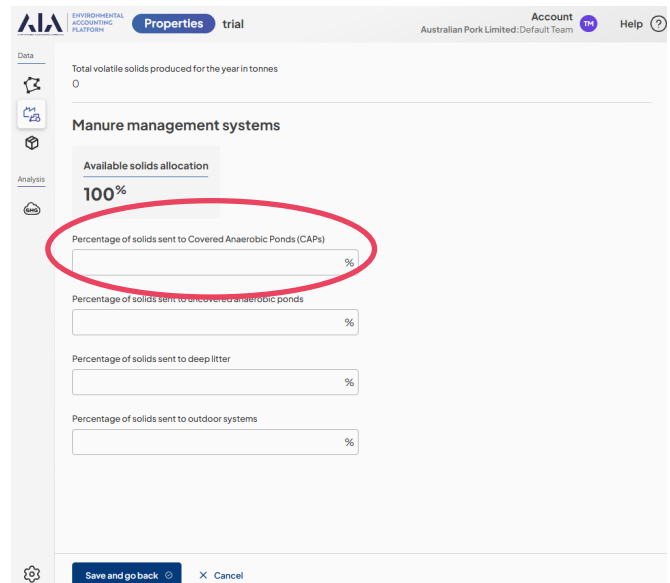 AIA
ENVIRONMENTAL
ACCOUNTING
PLATFORM
Properties trial
Account
Australian Pork Limited:Default Team
TM
Help ?
Data
Total volatile solids produced for the year in tonnes
0
Manure management systems
Available solids allocation
100%
Analysis
GHG
Percentage of solids sent to Covered Anaerobic Ponds (CAPs)
%
Percentage of solids sent to uncovered anaerobic ponds
%
Percentage of solids sent to deep litter
%
Percentage of solids sent to outdoor systems
%
Save and go back
Cancel